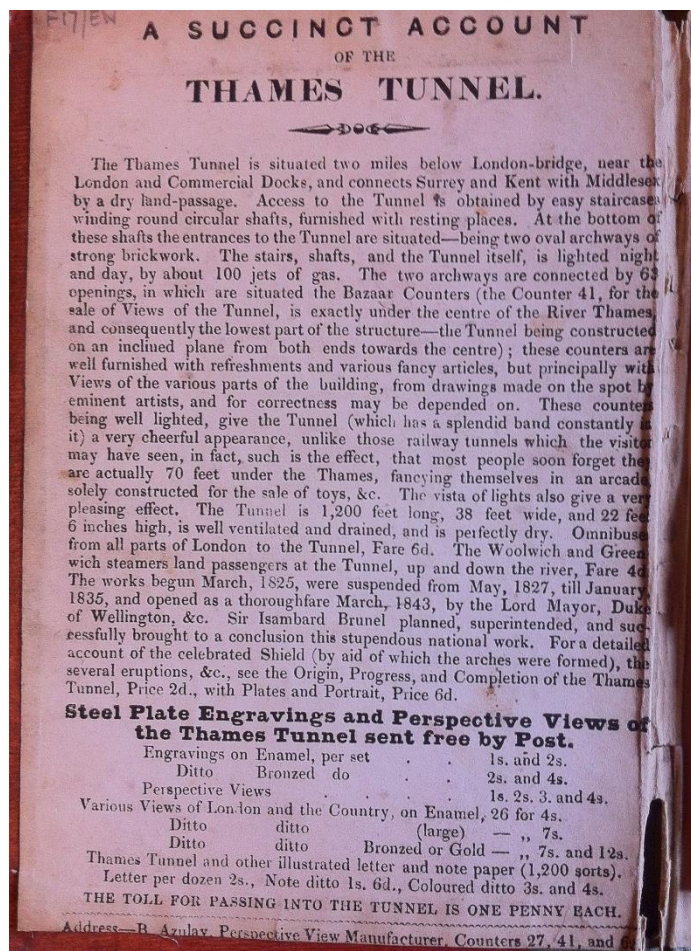 F17/EN
A SUCCINCT ACCOUNT
OF THE
THAMES TUNNEL.
The Thames Tunnel is situated two miles below London-bridge, near the
London and Commercial Docks, and connects Surrey and Kent with Middlesex
by a dry land-passage. Access to the Tunnel is obtained by easy staircases
winding round circular shafts, furnished with resting places. At the bottom of
these shafts the entrances to the Tunnel are situated—being two oval archways of
strong brickwork. The stairs, shafts, and the Tunnel itself, is lighted night
and day, by about 100 jets of gas. The two archways are connected by 63
openings, in which are situated the Bazaar Counters (the Counter 41, for the
sale of Views of the Tunnel, is exactly under the centre of the River Thames,
and consequently the lowest part of the structure—the Tunnel being constructed
on an inclined plane from both ends towards the centre) ; these counters are
well furnished with refreshments and various fancy articles, but principally with
Views of the various parts of the building, from drawings made on the spot by
eminent artists, and for correctness may be depended on. These counters
being well lighted, give the Tunnel (which has a splendid band constantly in
it) a very cheerful appearance, unlike those railway tunnels which the visitor
may have seen, in fact, such is the effect, that most people soon forget they
are actually 70 feet under the Thames, fancying themselves in an arcade
solely constructed for the sale of toys, &c. The vista of lights also give a very
pleasing effect. The Tunnel is 1,200 feet long, 38 feet wide, and 22 feet
6 inches high, is well ventilated and drained, and is perfectly dry. Omnibuses
from all parts of London to the Tunnel, Fare 6d. The Woolwich and Green-
wich steamers land passengers at the Tunnel, up and down the river, Fare 4d.
The works begun March, 1825, were suspended from May, 1827, till January,
1835, and opened as a thoroughfare March, 1843, by the Lord Mayor, Duke
of Wellington, &c. Sir Isambard Brunel planned, superintended, and suc-
cessfully brought to a conclusion this stupendous national work. For a detailed
account of the celebrated Shield (by aid of which the arches were formed), the
several eruptions, &c., see the Origin, Progress, and Completion of the Thames
Tunnel, Price 2d., with Plates and Portrait, Price 6d.
Steel Plate Engravings and Perspective Views of
the Thames Tunnel sent free by Post.
Engravings on Enamel, per set . . 1s. and 2s.
Ditto Bronzed do . . 2s. and 4s.
Perspective Views . . . . 1s. 2s. 3. and 4s.
Various Views of London and the Country, on Enamel, 26 for 4s.
Ditto ditto (large) — „ 7s.
Ditto ditto Bronzed or Gold — „ 7s. and 12s.
Thames Tunnel and other illustrated letter and note paper (1,200 sorts).
Letter per dozen 2s., Note ditto 1s. 6d., Coloured ditto 3s. and 4s.
THE TOLL FOR PASSING INTO THE TUNNEL IS ONE PENNY EACH.
Address—B. Azulay, Perspective View Manufacturer, Counters 27, 41, and